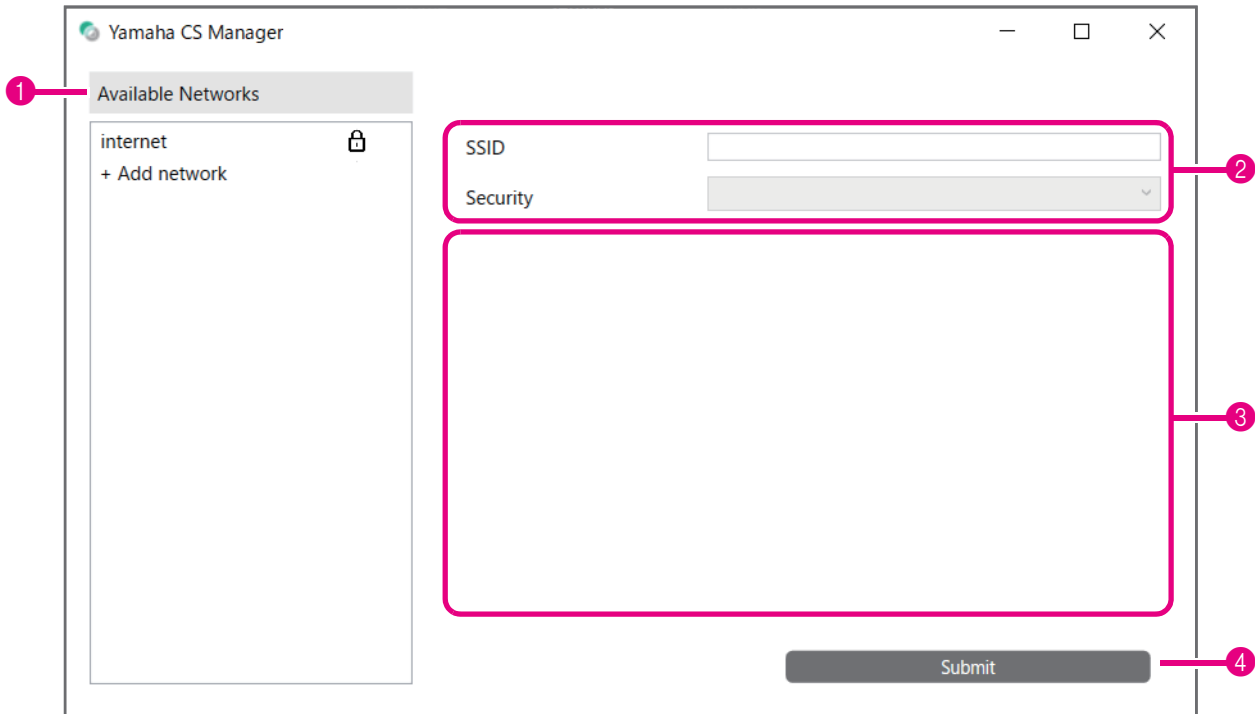 Yamaha CS Manager
1
Available Networks
internet
+ Add network
SSID
Security
2
3
Submit
4